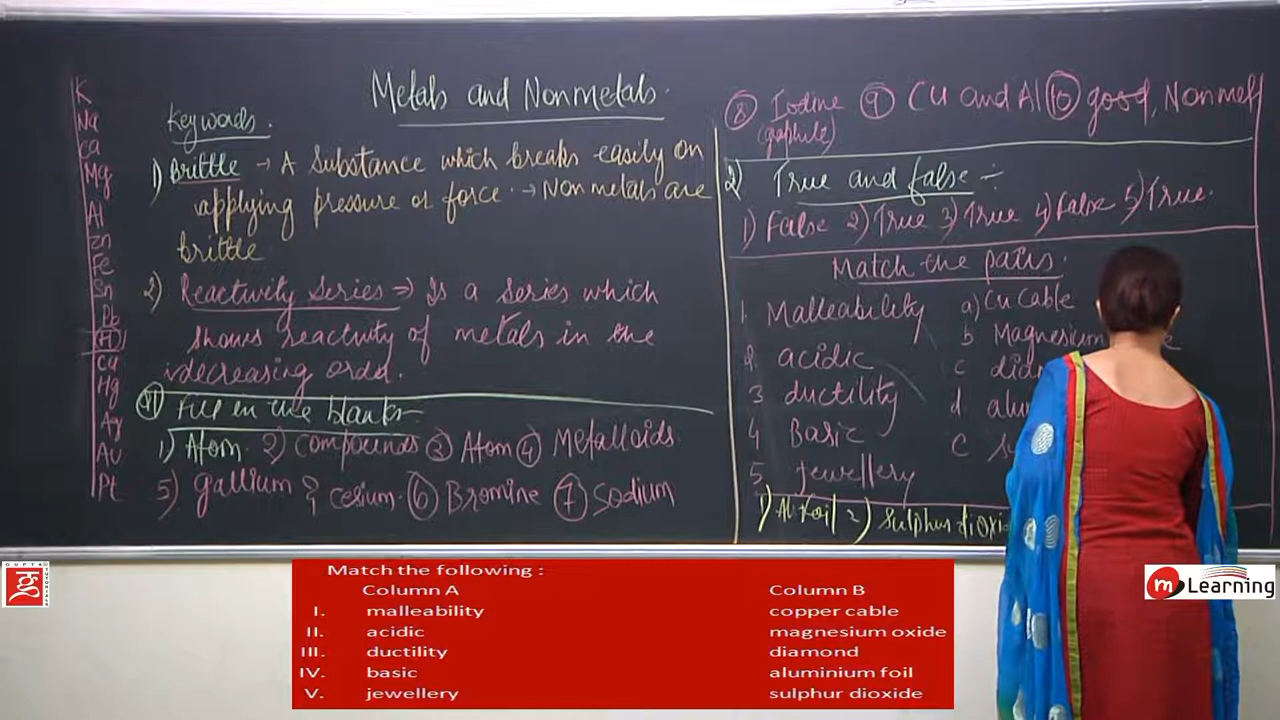 Metals and Nonmetals.
K
Na
Ca
Mg
Al
Zn
Fe
Sn
Pb
(H)
Cu
Hg
Ag
Au
Pt
Keywords.
1) Brittle → A substance which breaks easily on
applying pressure or force. → Non metals are
brittle
2) Reactivity series → Is a series which
shows reactivity of metals in the
decreasing order.
Fill in the blanks
1) Atom 2) Compounds 3 Atom 4 Metalloids
5) gallium & cesium. 6 Bromine 7 Sodium
8 Iodine 9 Cu and Al 10 good,
(graphite)
2) True and false :-
1) False 2) True 3) True 4) False 5) True.
Match the pairs.
1. Malleability a) Cu Cable
2. acidic b Magnesium
3 ductility c
4 Basic d
5 Jewellery
1) Al foil 2) Sulphur
GUPTA TUTORIALS
m Learning
Match the following :
Column A Column B
I. malleability copper cable
II. acidic magnesium oxide
III. ductility diamond
IV. basic aluminium foil
V. jewellery sulphur dioxide